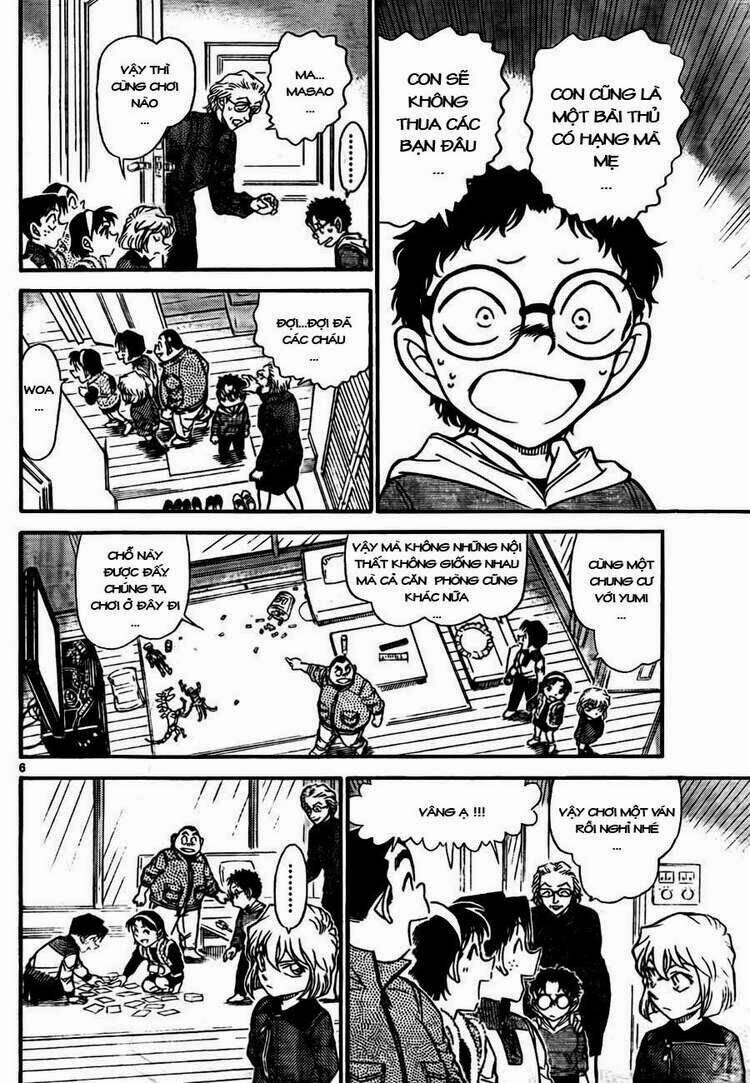 CON CŨNG LÀ
MỘT BÀI THỦ
CÓ HẠNG MÀ
MẸ
...
CON SẼ
KHÔNG
THUA CÁC
BẠN ĐÂU
...
MA...
MASAO
VẬY THÌ
CÙNG CHƠI
NÀO
...
ĐỢI...ĐỢI ĐÃ
CÁC CHÁU
...
WOA
...
CÙNG MỘT
CHUNG CƯ
VỚI YUMI
...
VẬY MÀ KHÔNG NHỮNG NỘI
THẤT KHÔNG GIỐNG NHAU
MÀ CẢ CĂN PHÒNG CŨNG
KHÁC NỮA
CHỖ NÀY
ĐƯỢC ĐẤY,
CHÚNG TA
CHƠI Ở ĐÂY ĐI
...
6
VẬY CHƠI MỘT VÁN
RỒI NGHỈ NHÉ
...
VÂNG Ạ !!!